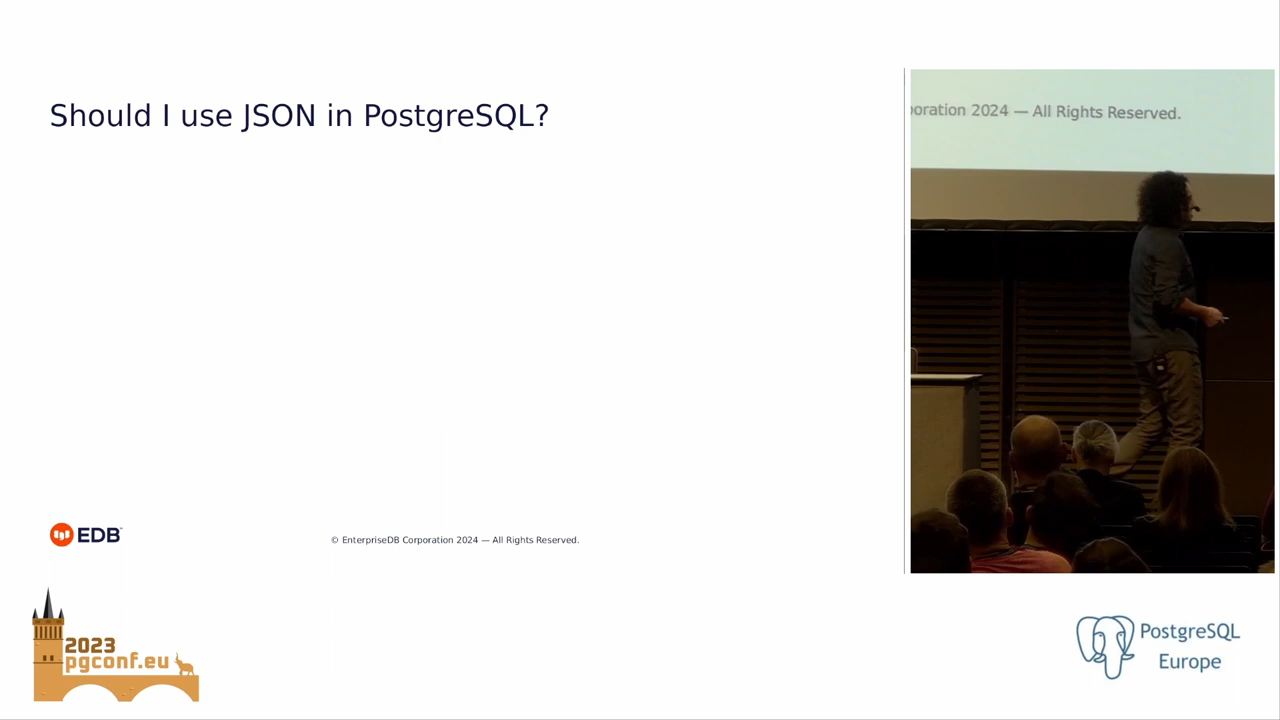 Should I use JSON in PostgreSQL?
poration 2024 — All Rights Reserved.
EDB
© EnterpriseDB Corporation 2024 — All Rights Reserved.
2023
pgconf.eu
PostgreSQL
Europe